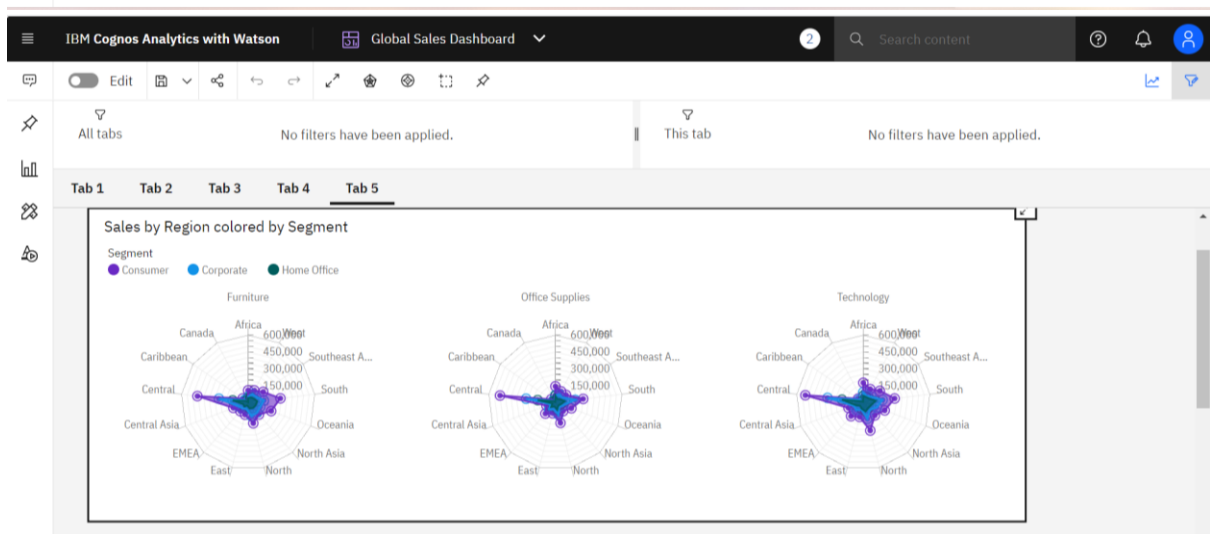 IBM Cognos Analytics with Watson
Global Sales Dashboard
2
Search content
Edit
All tabs
No filters have been applied.
This tab
No filters have been applied.
Tab 1 Tab 2 Tab 3 Tab 4 Tab 5
Sales by Region colored by Segment
Segment
Consumer Corporate Home Office
Furniture
Africa
West
Southeast A...
South
Oceania
North Asia
North
East
EMEA
Central Asia
Central
Caribbean
Canada
600,000
450,000
300,000
150,000
Office Supplies
Africa
West
Southeast A...
South
Oceania
North Asia
North
East
EMEA
Central Asia
Central
Caribbean
Canada
600,000
450,000
300,000
150,000
Technology
Africa
West
Southeast A...
South
Oceania
North Asia
North
East
EMEA
Central Asia
Central
Caribbean
Canada
600,000
450,000
300,000
150,000